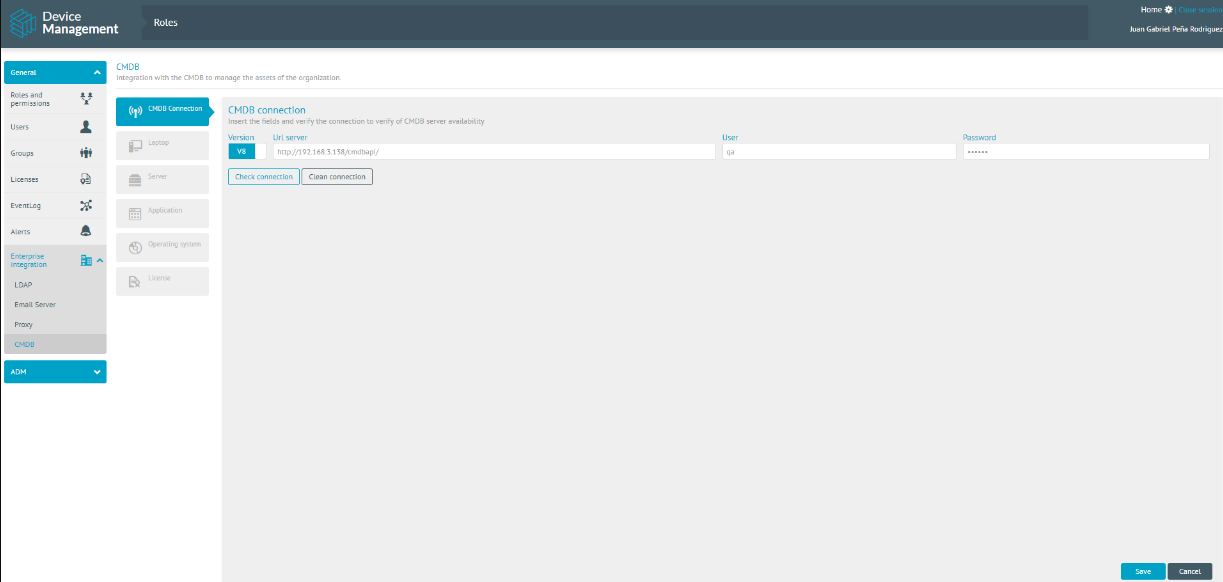 Device
Management
Roles
Home | Close session
Juan Gabriel Peña Rodriguez
General
Roles and
permissions
Users
Groups
Licenses
EventLog
Alerts
Enterprise
Integration
LDAP
Email Server
Proxy
CMDB
ADM
CMDB
Integration with the CMDB to manage the assets of the organization.
CMDB Connection
Laptop
Server
Application
Operating system
License
CMDB connection
Insert the fields and verify the connection to verify of CMDB server availability
Version Url server User Password
V8 http://192.168.3.138/cmdbapi/ qa ••••••
Check connection Clean connection
Save Cancel